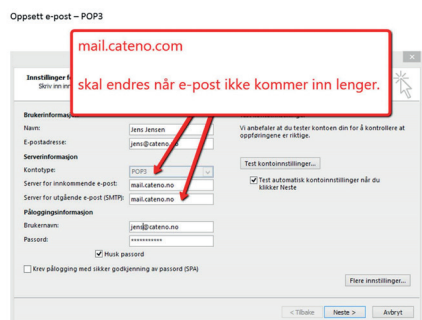 Oppsett e-post – POP3
mail.cateno.com
skal endres når e-post ikke kommer inn lenger.
Innstillinger f
Skriv inn in
Brukerinformas
Navn:
Jens Jensen
Vi anbefaler at du tester kontoen din for å kontrollere at
oppføringene er riktige.
E-postadresse:
jens@cateno.
Serverinformasjon
Kontotype:
POP3
Test kontoinnstillinger...
Server for innkommende e-post:
mail.cateno.no
Test automatisk kontoinnstillinger når du
klikker Neste
Server for utgående e-post (SMTP):
mail.cateno.no
Påloggingsinformasjon
Brukernavn:
jens@cateno.no
Passord:
***********
Husk passord
Krev pålogging med sikker godkjenning av passord (SPA)
Flere innstillinger...
< Tilbake
Neste >
Avbryt